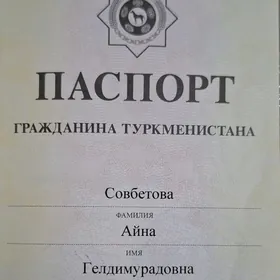 ПАСПОРТ
ГРАЖДАНИНА ТУРКМЕНИСТАНА
Совбетова
ФАМИЛИЯ
Айна
ИМЯ
Гелдимурадовна